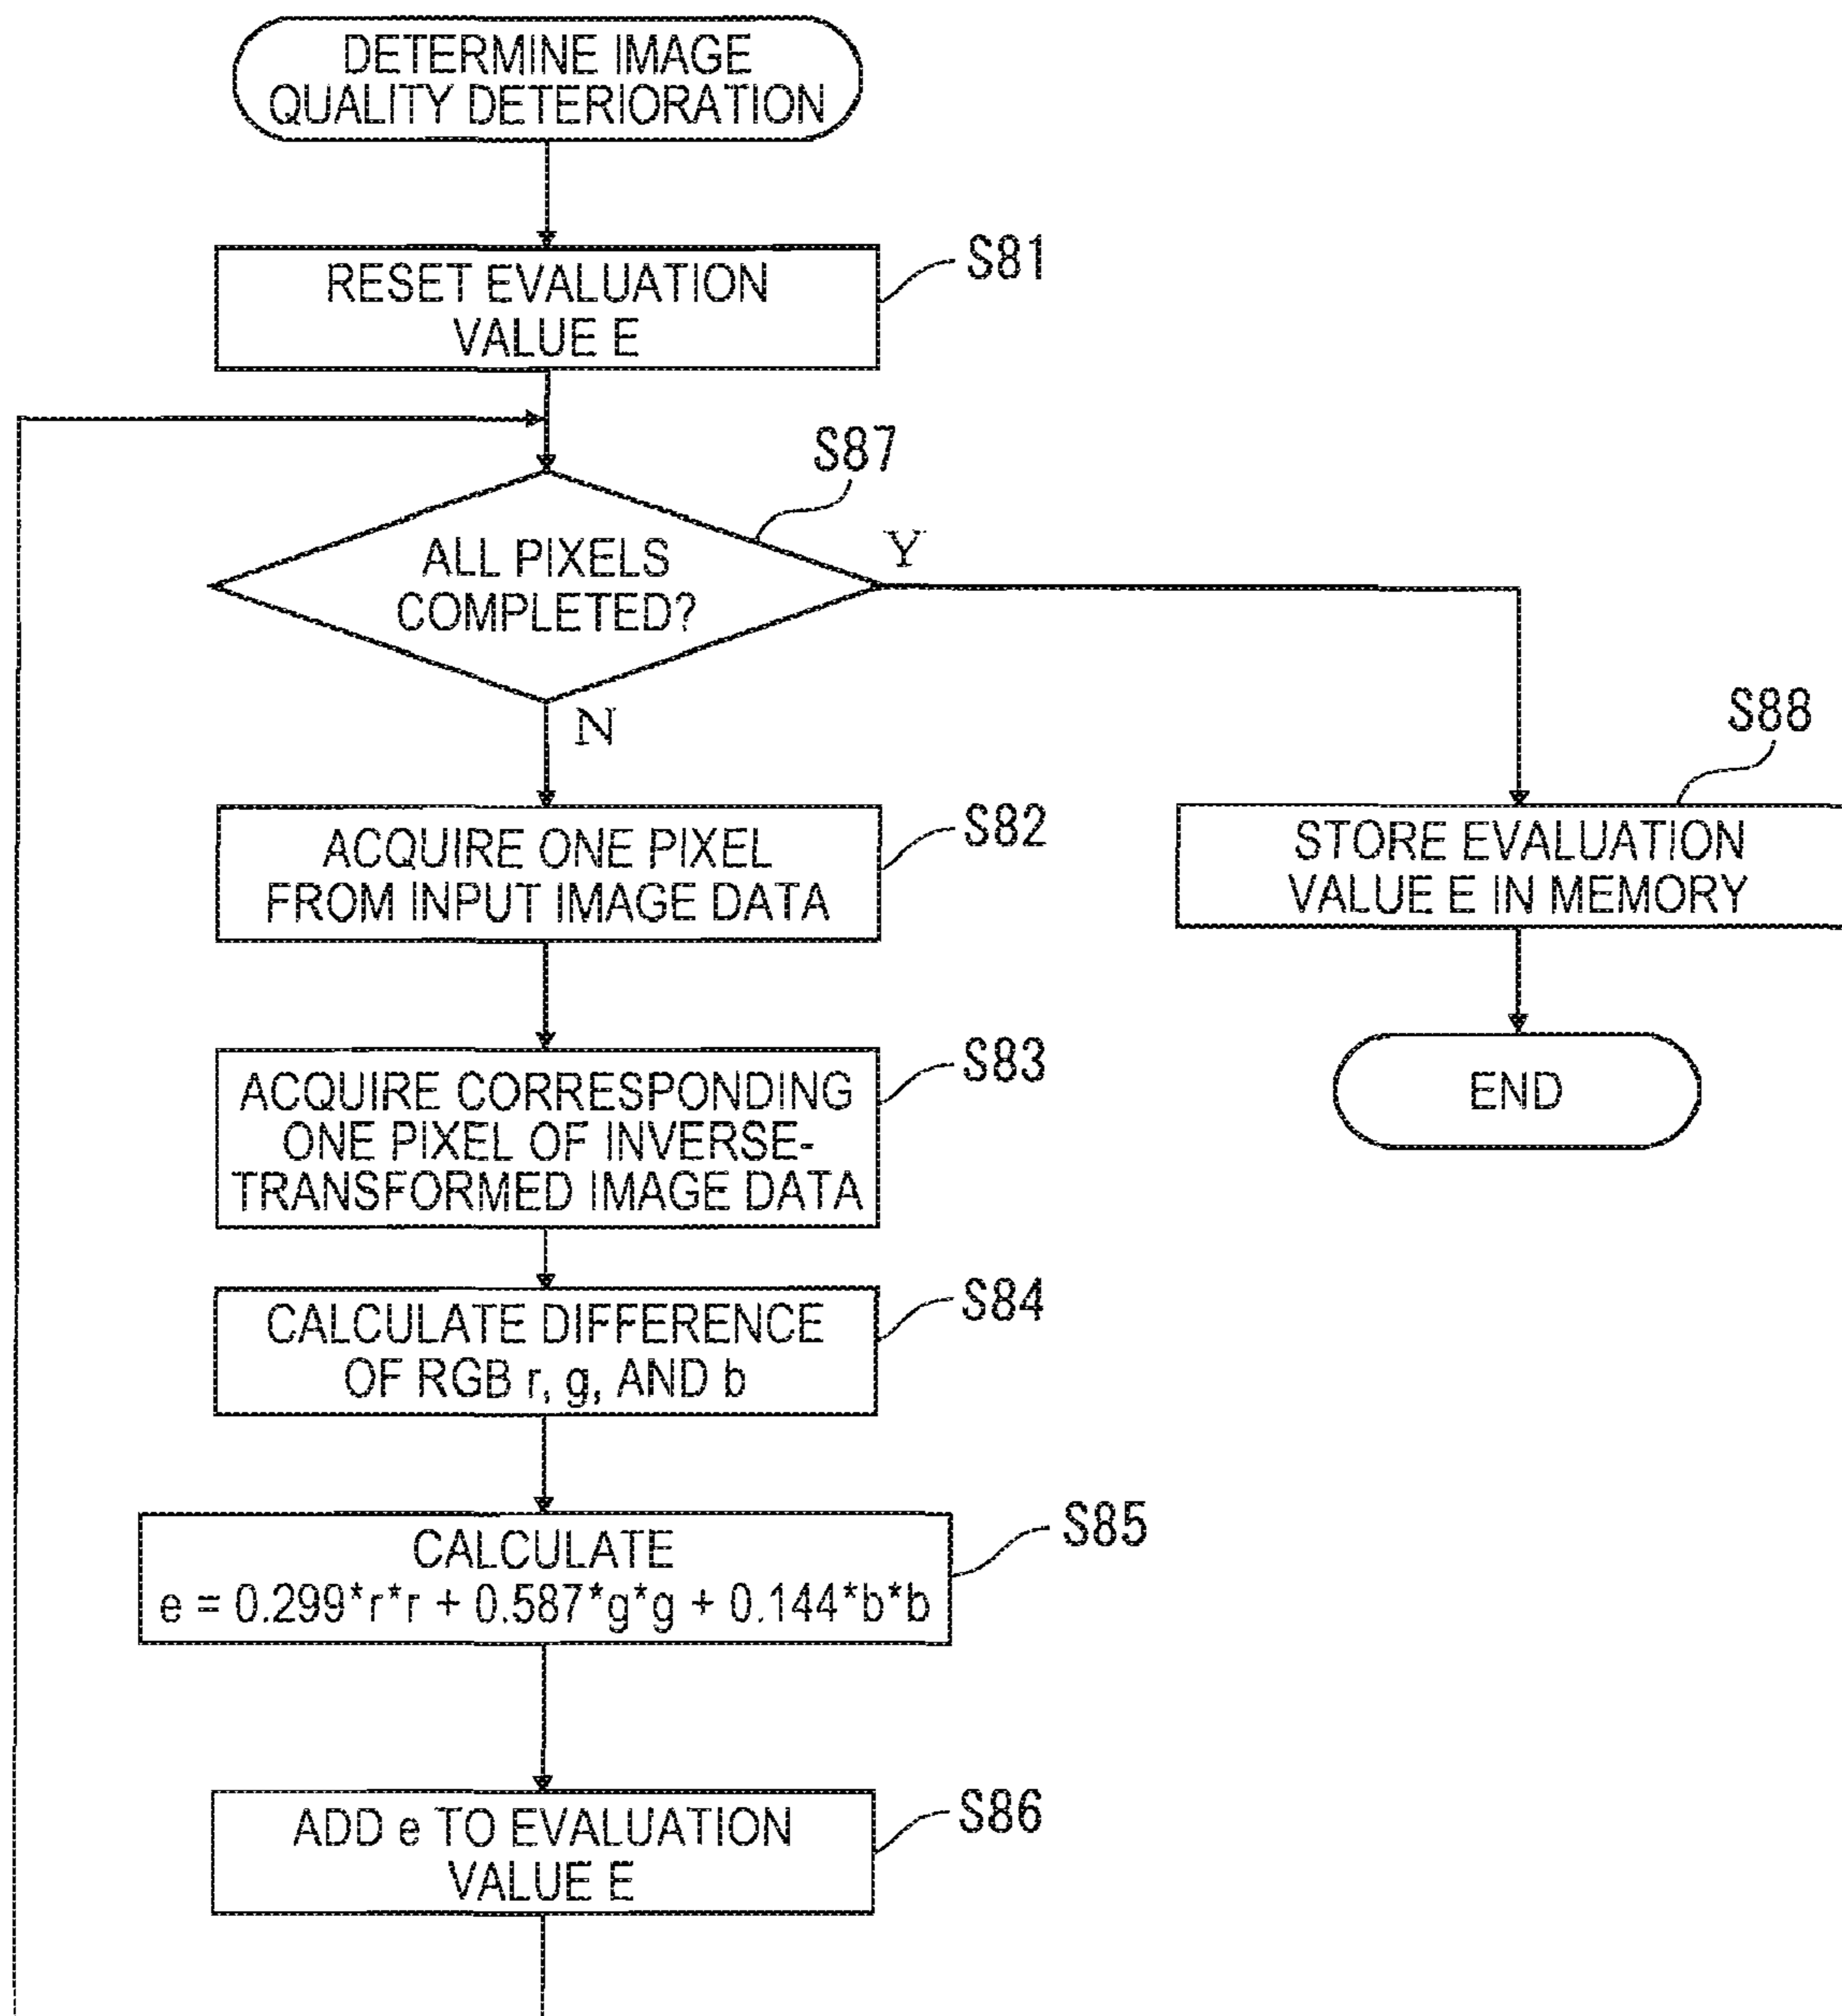 DETERMINE IMAGE
QUALITY DETERIORATION
S81
RESET EVALUATION
VALUE E
S87
ALL PIXELS
COMPLETED?
Y
N
S88
STORE EVALUATION
VALUE E IN MEMORY
END
S82
ACQUIRE ONE PIXEL
FROM INPUT IMAGE DATA
S83
ACQUIRE CORRESPONDING
ONE PIXEL OF INVERSE-
TRANSFORMED IMAGE DATA
S84
CALCULATE DIFFERENCE
OF RGB r, g, AND b
S85
CALCULATE
e = 0.299*r*r + 0.587*g*g + 0.144*b*b
S86
ADD e TO EVALUATION
VALUE E